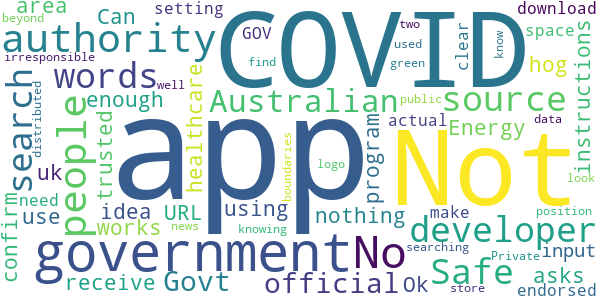 setting
download
area
Can
GOV
COVID
space
beyond
two
find
used
green
clear
know
authority
irresponsible
well
words
hog
instructions
search
people
enough
healthcare
Australian
source
distributed
trusted
app
Not
public
actual
data
program
Energy
look
uk
logo
boundaries
need
use
idea
URL
using
nothing
make
position
confirm
works
news
knowing
developer
government
No
searching
Private
input
receive
Govt
official
Ok
Safe
asks
store
endorsed